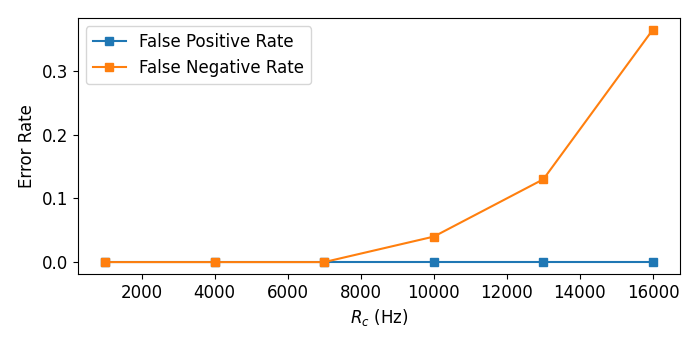 False Positive Rate
False Negative Rate
Error Rate
0.3
0.2
0.1
0.0
2000 4000 6000 8000 10000 12000 14000 16000
R_c (Hz)